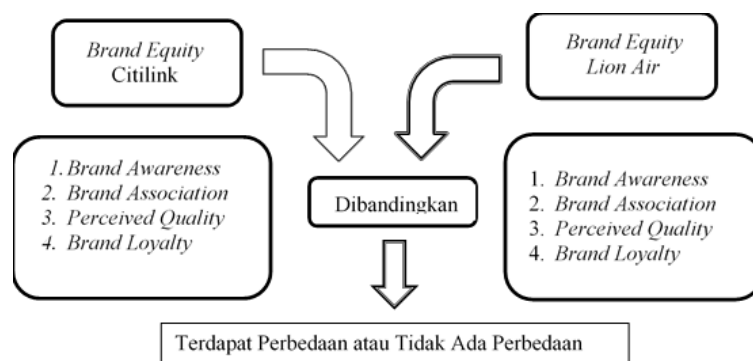 Brand Equity
Citilink
Brand Equity
Lion Air
1. Brand Awareness
2. Brand Association
3. Perceived Quality
4. Brand Loyalty
Dibandingkan
1. Brand Awareness
2. Brand Association
3. Perceived Quality
4. Brand Loyalty
Terdapat Perbedaan atau Tidak Ada Perbedaan